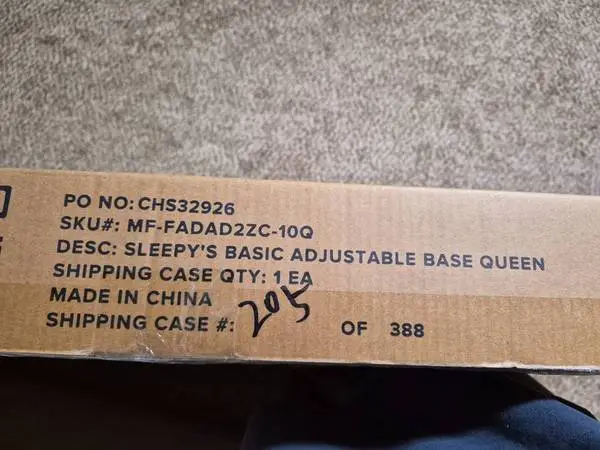 PO NO: CHS32926
SKU#: MF-FADAD2ZC-10Q
DESC: SLEEPY'S BASIC ADJUSTABLE BASE QUEEN
SHIPPING CASE QTY: 1 EA
MADE IN CHINA
SHIPPING CASE #: 205 OF 388